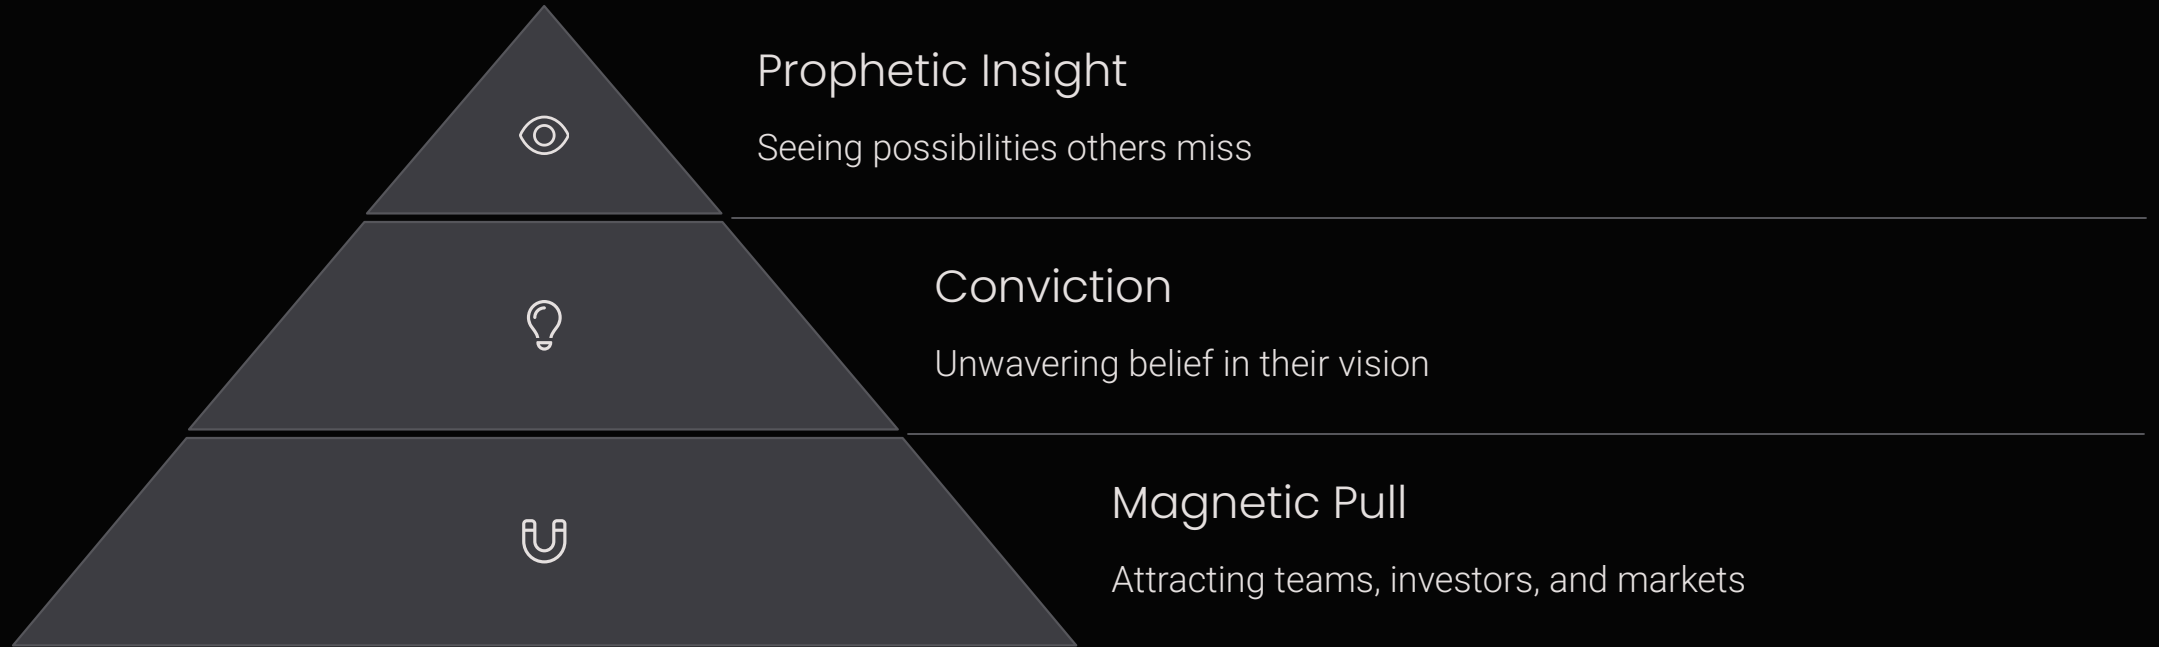 Prophetic Insight
Seeing possibilities others miss
Conviction
Unwavering belief in their vision
Magnetic Pull
Attracting teams, investors, and markets